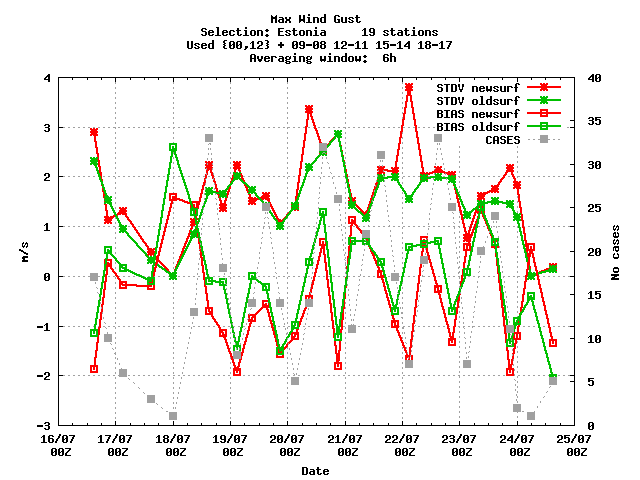 Max Wind Gust
Selection: Estonia     19 stations
Used {00,12} + 09-08 12-11 15-14 18-17
Averaging window:  6h
STDV newsurf
STDV oldsurf
BIAS newsurf
BIAS oldsurf
CASES
4
3
2
1
0
-1
-2
-3
m/s
40
35
30
25
20
15
10
5
0
No cases
16/07 17/07 18/07 19/07 20/07 21/07 22/07 23/07 24/07 25/07
00Z 00Z 00Z 00Z 00Z 00Z 00Z 00Z 00Z 00Z
Date